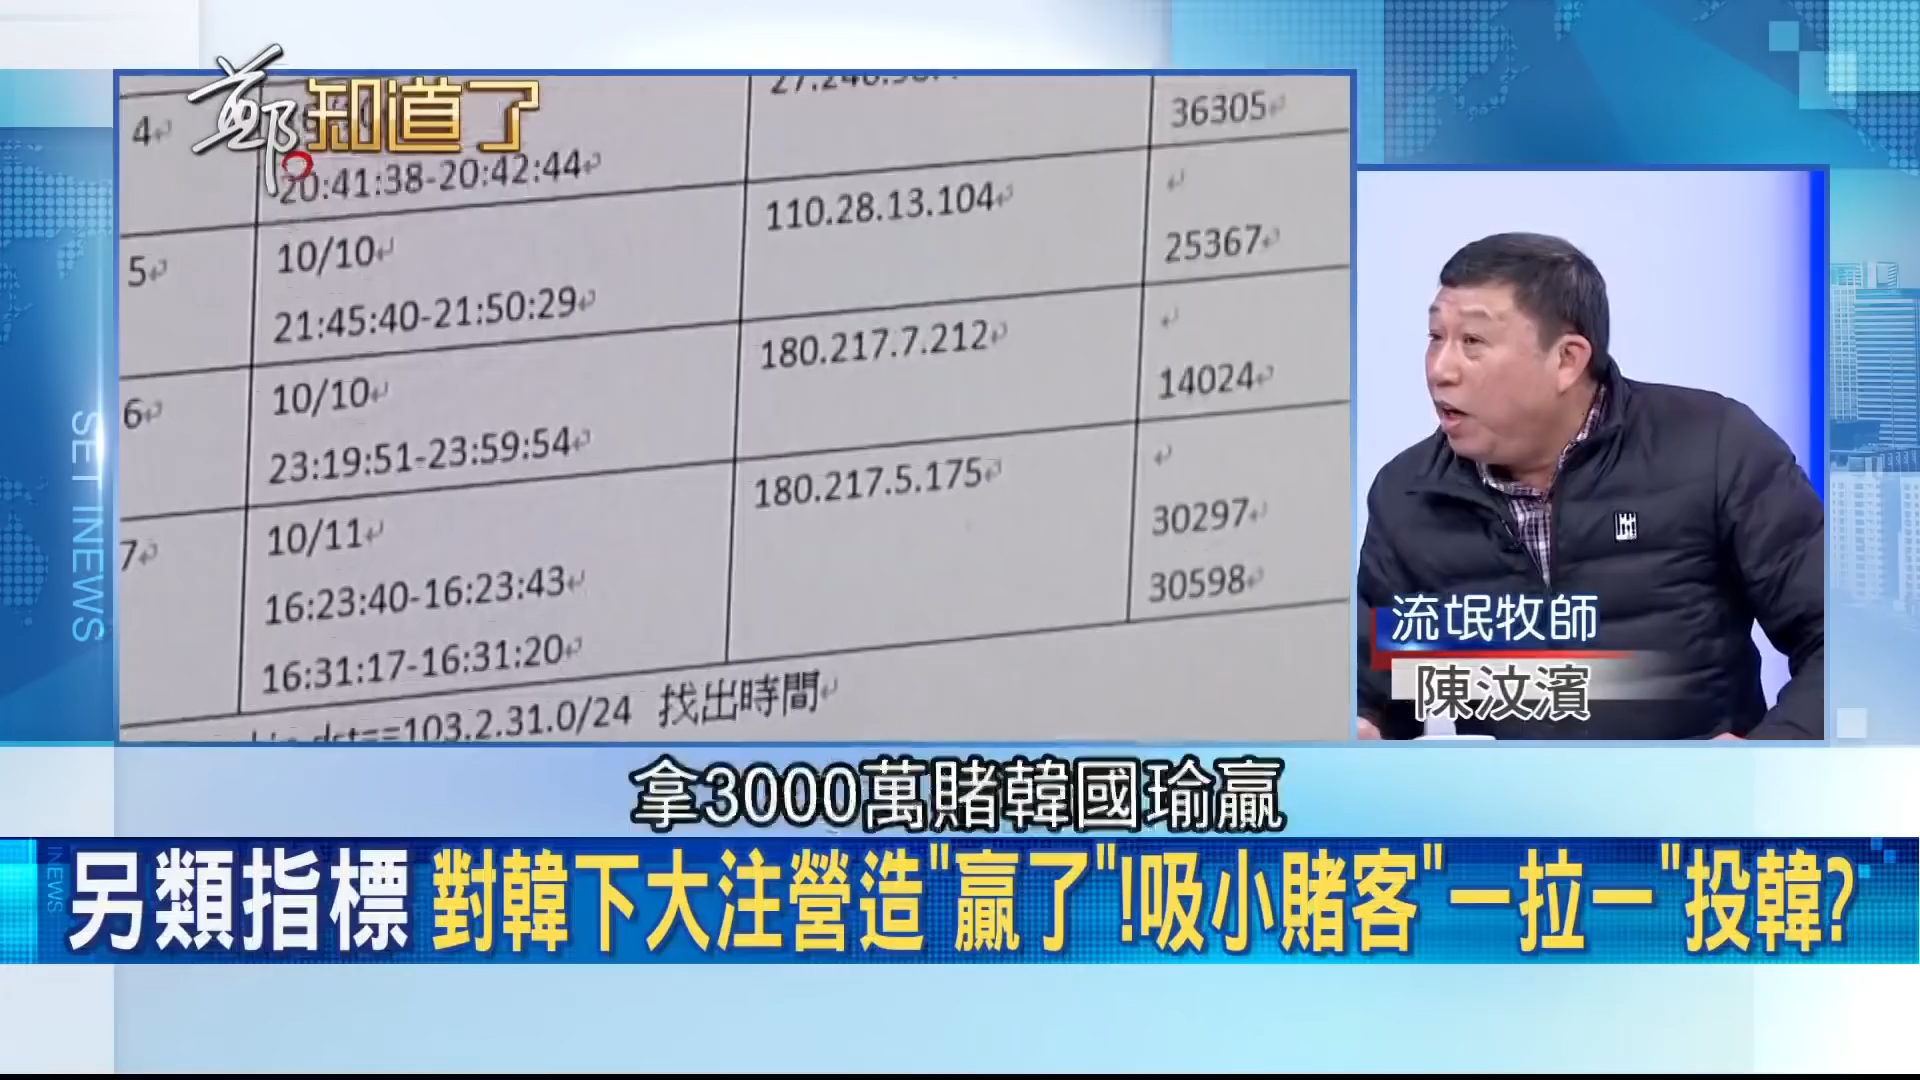 鄭知道了
4
36305
20:41:38-20:42:44
5
10/10
110.28.13.104
21:45:40-21:50:29
25367
6
10/10
180.217.7.212
23:19:51-23:59:54
14024
7
10/11
180.217.5.175
16:23:40-16:23:43
30297
16:31:17-16:31:20
30598
dst==103.2.31.0/24 找出時間
SET iNEWS
流氓牧師
陳汶濱
拿3000萬賭韓國瑜贏
NEWS
另類指標 對韓下大注營造"贏了"!吸小賭客"一拉一"投韓?